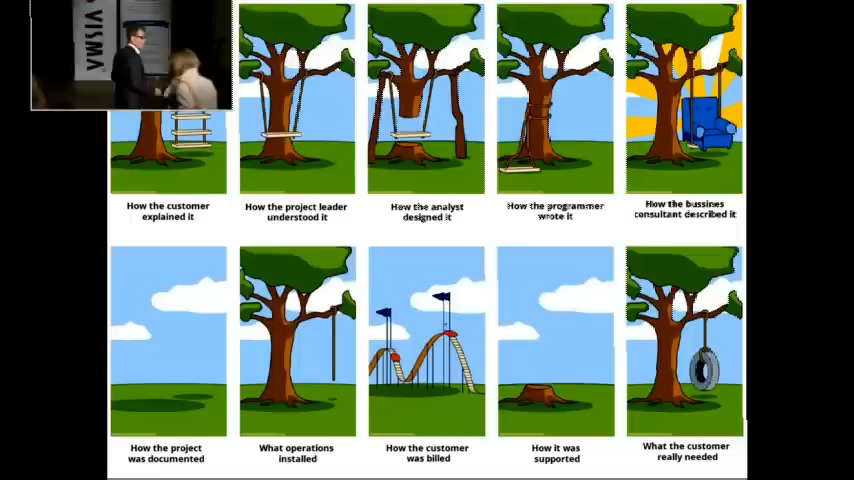 VISMA
How the customer
explained it
How the project leader
understood it
How the analyst
designed it
How the programmer
wrote it
How the bussines
consultant described it
How the project
was documented
What operations
installed
How the customer
was billed
How it was
supported
What the customer
really needed